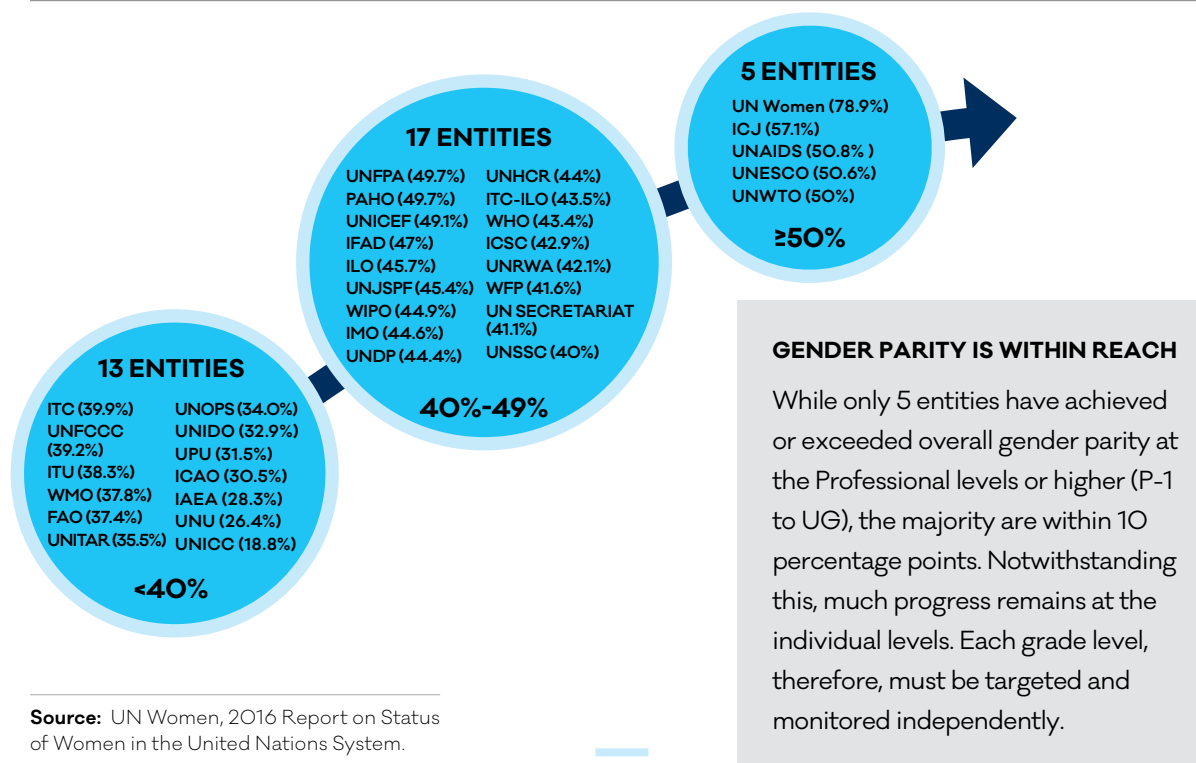 13 ENTITIES
ITC (39.9%)
UNFCCC
(39.2%)
ITU (38.3%)
WMO (37.8%)
FAO (37.4%)
UNITAR (35.5%)
UNOPS (34.0%)
UNIDO (32.9%)
UPU (31.5%)
ICAO (30.5%)
IAEA (28.3%)
UNU (26.4%)
UNICC (18.8%)
<40%
17 ENTITIES
UNFPA (49.7%)
PAHO (49.7%)
UNICEF (49.1%)
IFAD (47%)
ILO (45.7%)
UNJSPF (45.4%)
WIPO (44.9%)
IMO (44.6%)
UNDP (44.4%)
UNHCR (44%)
ITC-ILO (43.5%)
WHO (43.4%)
ICSC (42.9%)
UNRWA (42.1%)
WFP (41.6%)
UN SECRETARIAT
(41.1%)
UNSSC (40%)
40%-49%
5 ENTITIES
UN Women (78.9%)
ICJ (57.1%)
UNAIDS (50.8% )
UNESCO (50.6%)
UNWTO (50%)
≥50%
GENDER PARITY IS WITHIN REACH
While only 5 entities have achieved
or exceeded overall gender parity at
the Professional levels or higher (P-1
to UG), the majority are within 10
percentage points. Notwithstanding
this, much progress remains at the
individual levels. Each grade level,
therefore, must be targeted and
monitored independently.
Source: UN Women, 2016 Report on Status
of Women in the United Nations System.